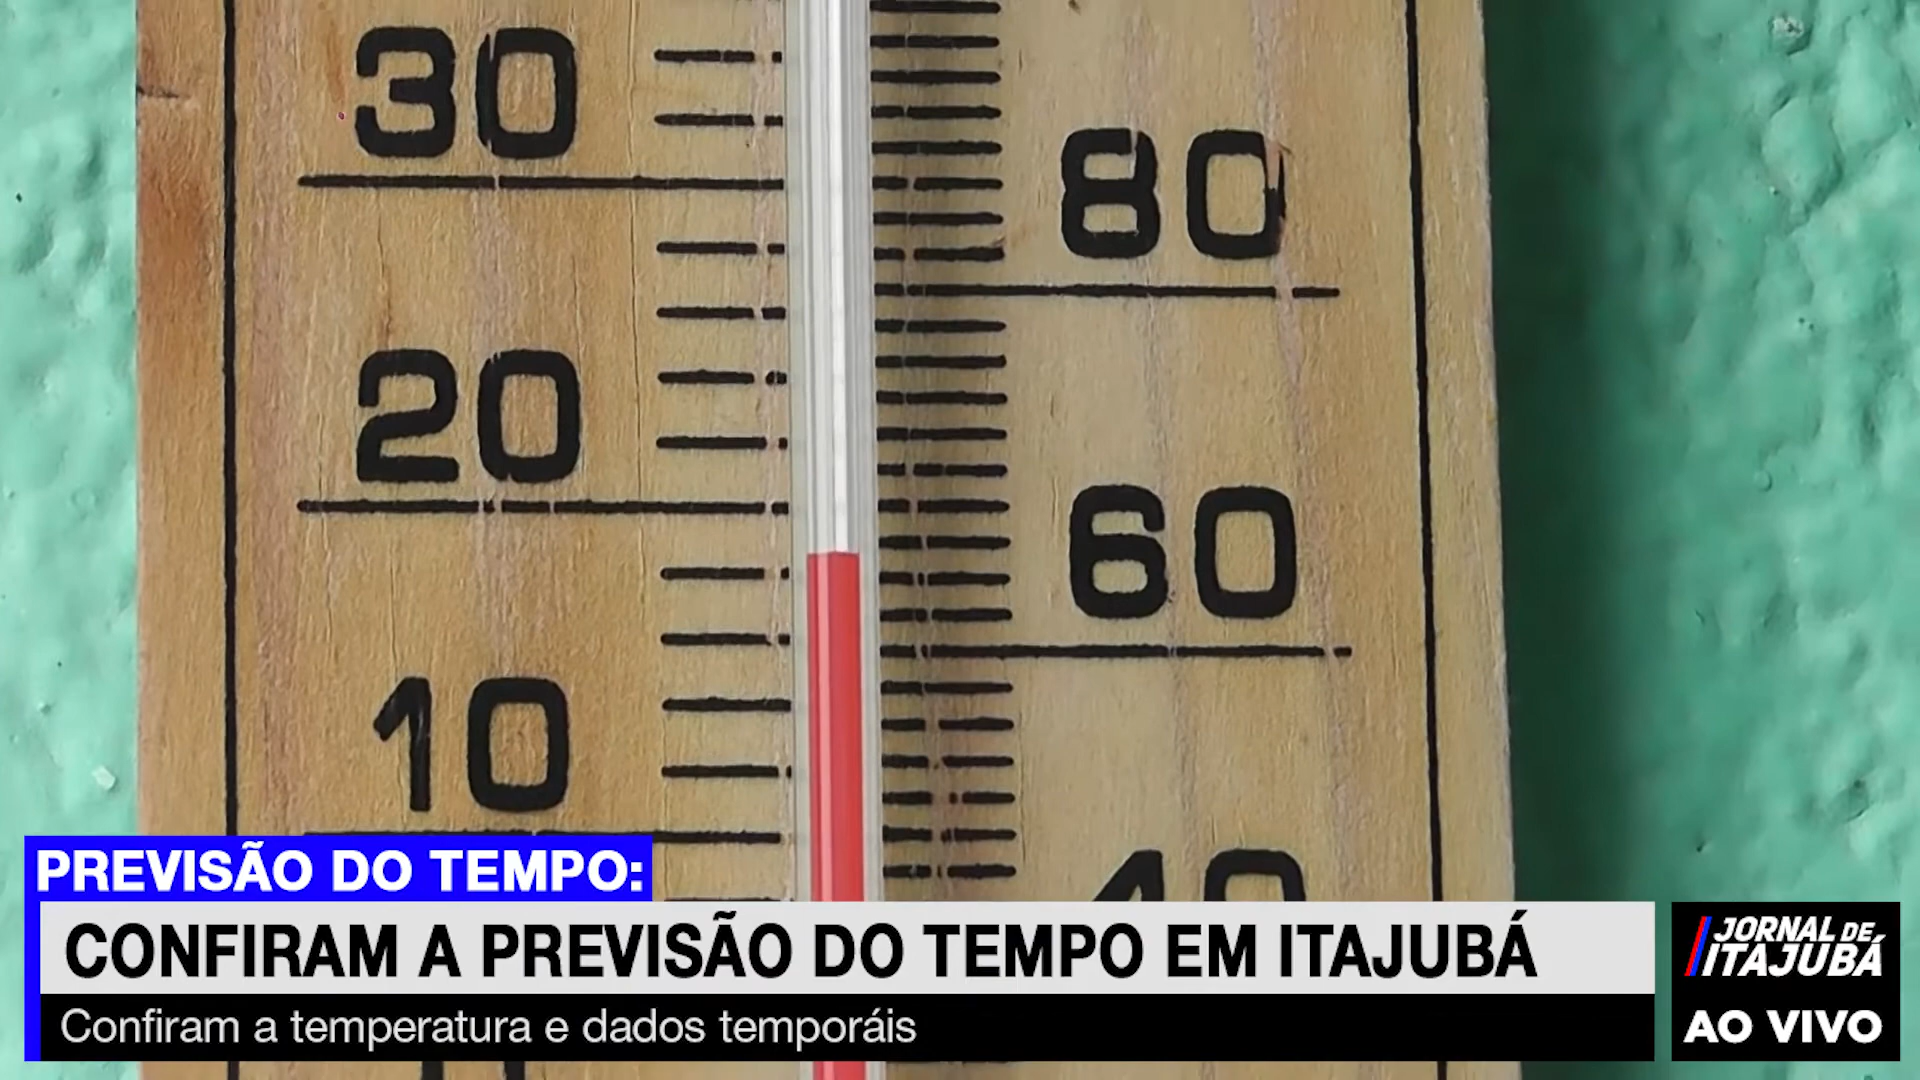 30
80
20
60
10
40
PREVISÃO DO TEMPO:
CONFIRAM A PREVISÃO DO TEMPO EM ITAJUBÁ
Confiram a temperatura e dados temporáis
JORNAL DE
ITAJUBÁ
AO VIVO